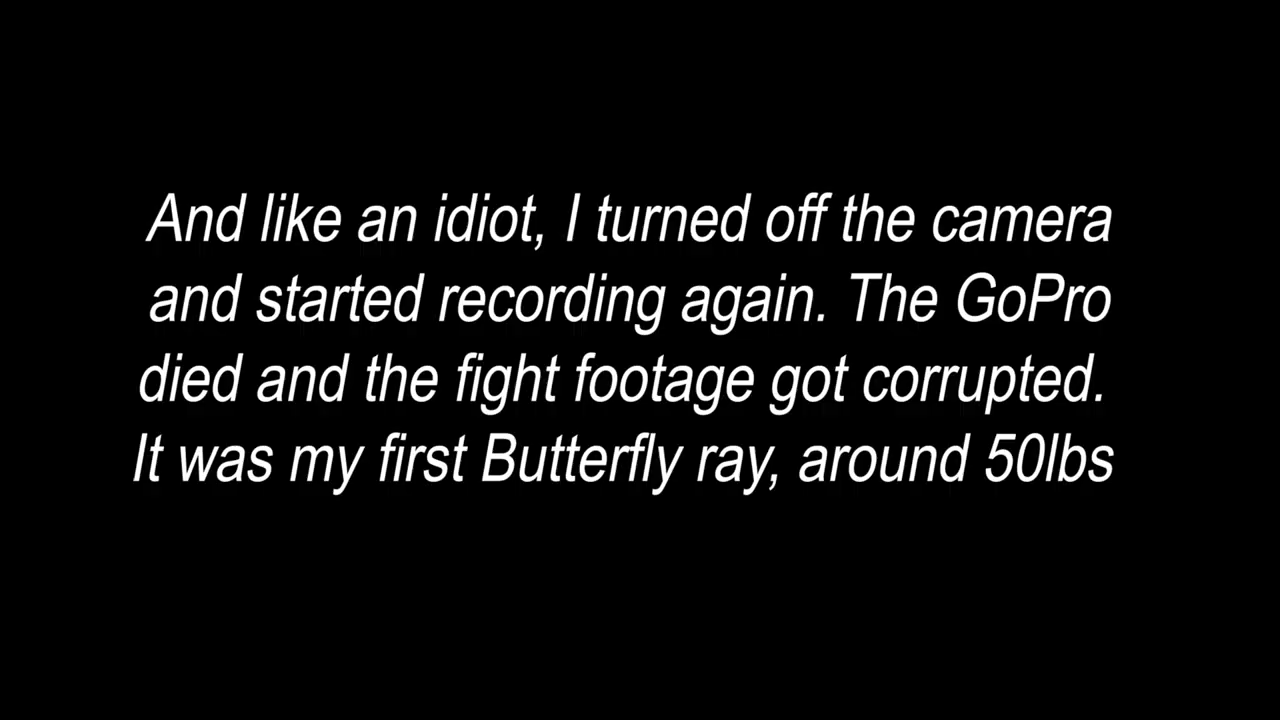 And like an idiot, I turned off the camera
and started recording again. The GoPro
died and the fight footage got corrupted.
It was my first Butterfly ray, around 50lbs